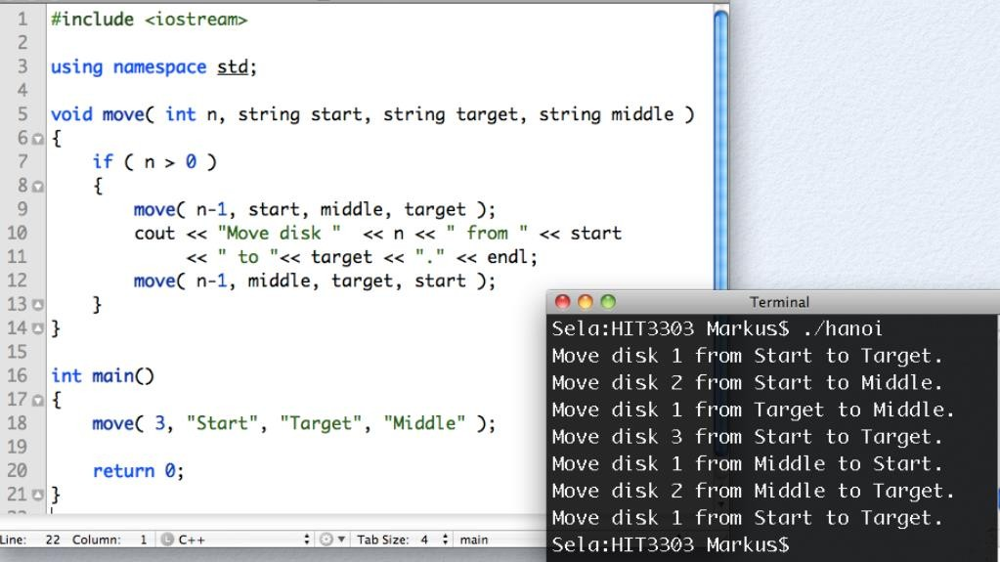 1 #include <iostream>
2
3 using namespace std;
4
5 void move( int n, string start, string target, string middle )
6 {
7 if ( n > 0 )
8 {
9 move( n-1, start, middle, target );
10 cout << "Move disk " << n << " from " << start
11 << " to "<< target << "." << endl;
12 move( n-1, middle, target, start );
13 }
14 }
15
16 int main()
17 {
18 move( 3, "Start", "Target", "Middle" );
19
20 return 0;
21 }
Line: 22 Column: 1 L C++ Tab Size: 4 main
Terminal
Sela:HIT3303 Markus$ ./hanoi
Move disk 1 from Start to Target.
Move disk 2 from Start to Middle.
Move disk 1 from Target to Middle.
Move disk 3 from Start to Target.
Move disk 1 from Middle to Start.
Move disk 2 from Middle to Target.
Move disk 1 from Start to Target.
Sela:HIT3303 Markus$